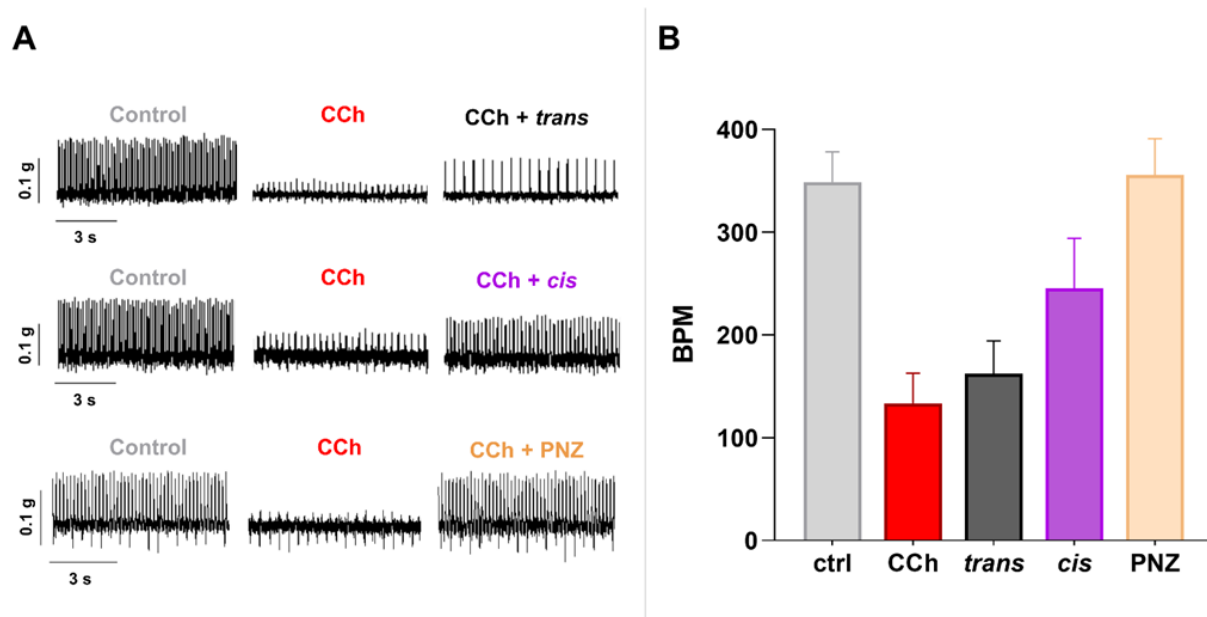 A
Control CCh CCh + trans
0.1 g
3 s
Control CCh CCh + cis
0.1 g
3 s
Control CCh CCh + PNZ
0.1 g
3 s
B
BPM
400
300
200
100
0
ctrl CCh trans cis PNZ